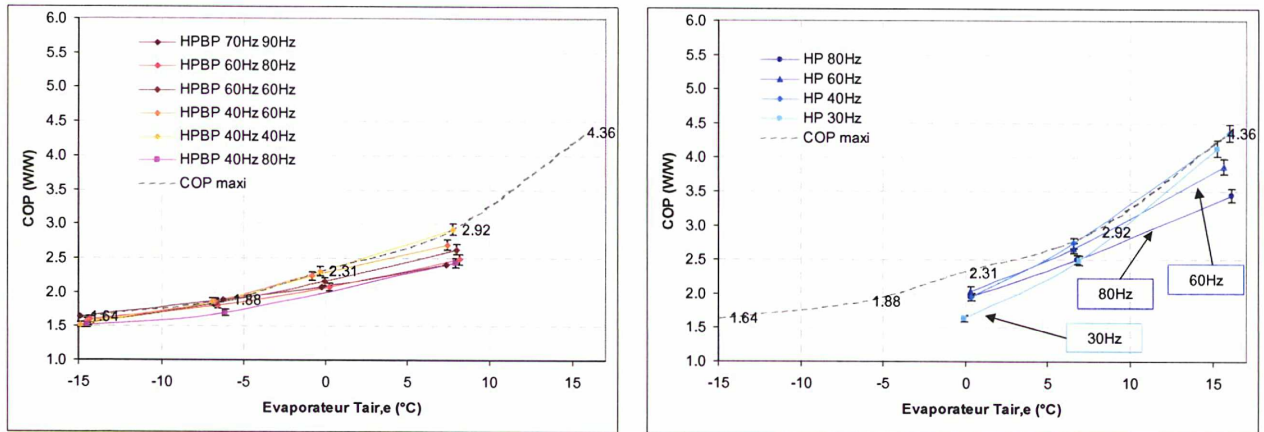 6.0
5.5
5.0
4.5
4.0
3.5
3.0
2.5
2.0
1.5
1.0
COP (W/W)
HPBP 70Hz 90Hz
HPBP 60Hz 80Hz
HPBP 60Hz 60Hz
HPBP 40Hz 60Hz
HPBP 40Hz 40Hz
HPBP 40Hz 80Hz
COP maxi
4.36
2.92
2.31
1.88
1.64
-15
-10
-5
0
5
10
15
Evaporateur Tair,e (°C)
6.0
5.5
5.0
4.5
4.0
3.5
3.0
2.5
2.0
1.5
1.0
COP (W/W)
HP 80Hz
HP 60Hz
HP 40Hz
HP 30Hz
COP maxi
4.36
2.92
2.31
1.88
1.64
60Hz
80Hz
30Hz
-15
-10
-5
0
5
10
15
Evaporateur Tair,e (°C)